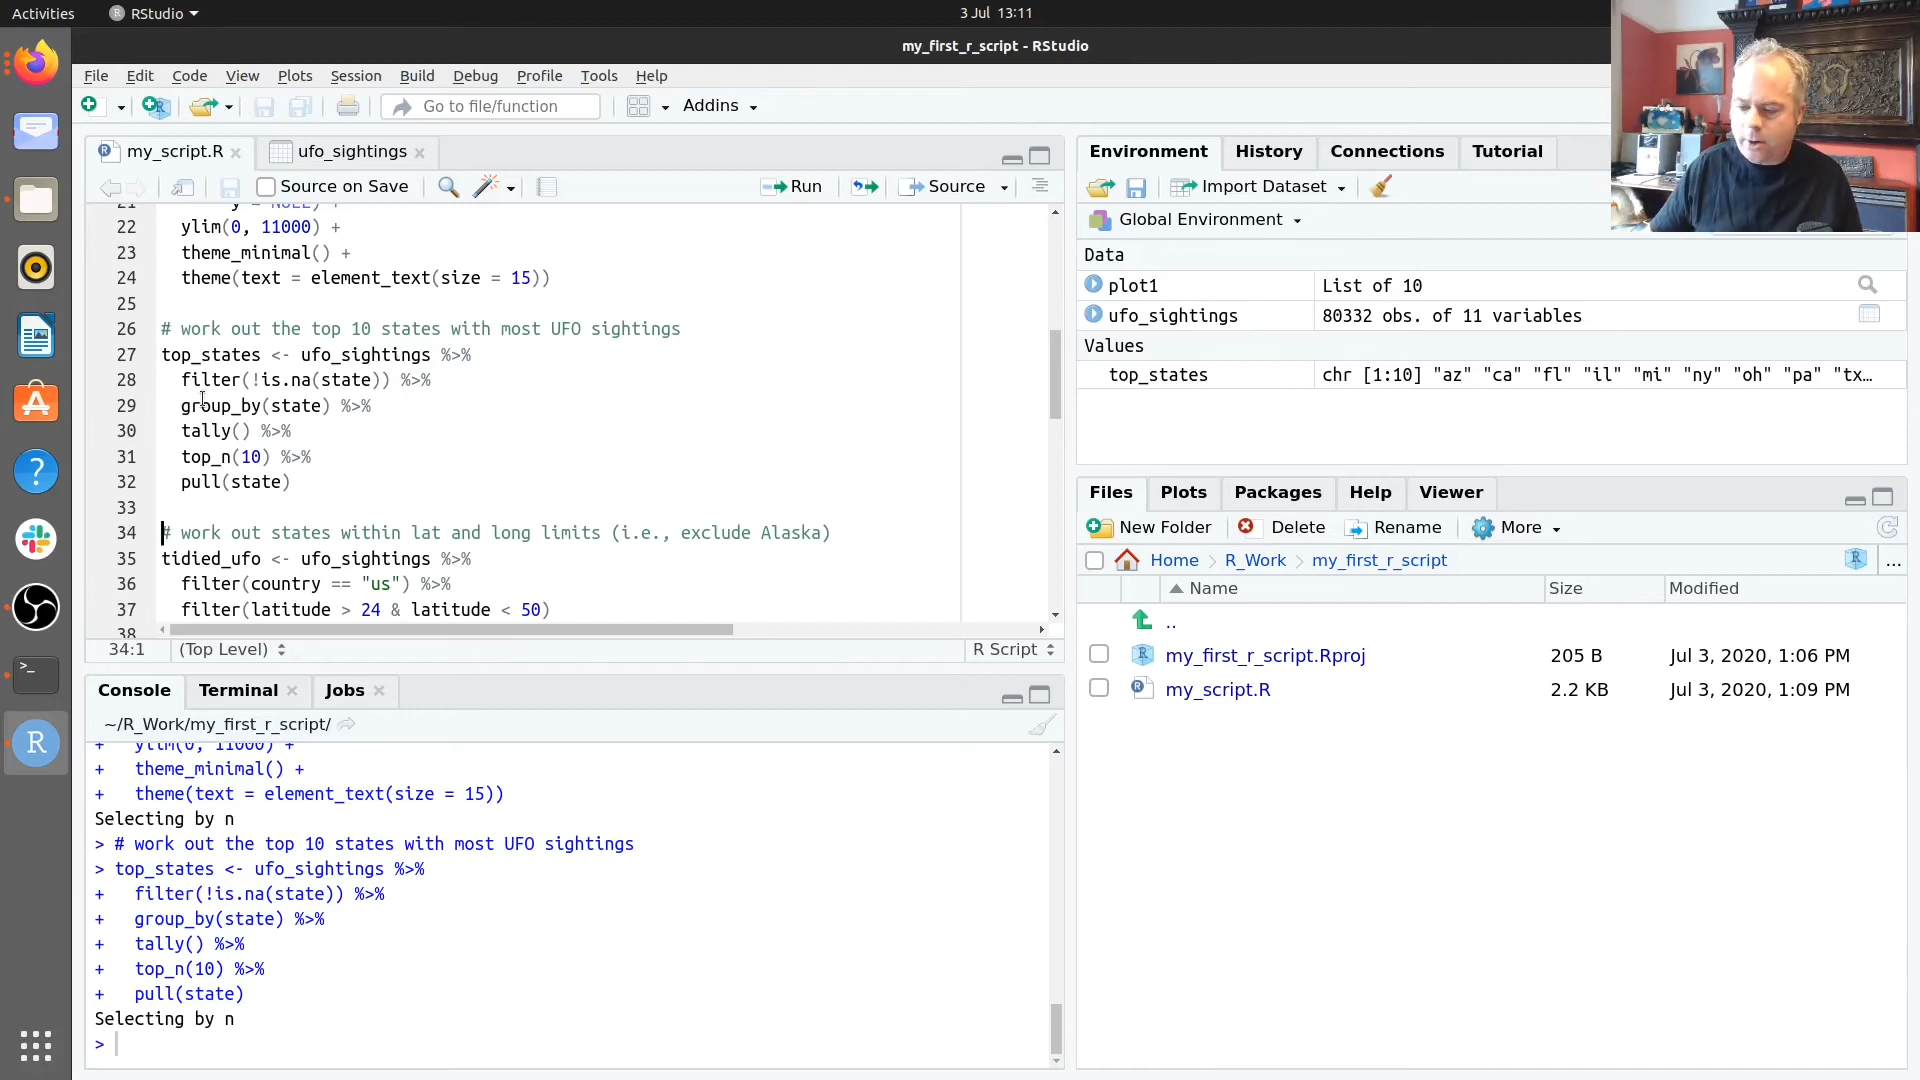 Activities
RStudio
3 Jul 13:11
my_first_r_script - RStudio
File Edit Code View Plots Session Build Debug Profile Tools Help
Go to file/function
Addins
my_script.R
ufo_sightings
Source on Save
Run
Source
21 y = NULL) +
22 ylim(0, 11000) +
23 theme_minimal() +
24 theme(text = element_text(size = 15))
25
26 # work out the top 10 states with most UFO sightings
27 top_states <- ufo_sightings %>%
28 filter(!is.na(state)) %>%
29 group_by(state) %>%
30 tally() %>%
31 top_n(10) %>%
32 pull(state)
33
34 # work out states within lat and long limits (i.e., exclude Alaska)
35 tidied_ufo <- ufo_sightings %>%
36 filter(country == "us") %>%
37 filter(latitude > 24 & latitude < 50)
38
34:1 (Top Level) R Script
Console Terminal Jobs
~/R_Work/my_first_r_script/
+ ylim(0, 11000) +
+ theme_minimal() +
+ theme(text = element_text(size = 15))
Selecting by n
> # work out the top 10 states with most UFO sightings
> top_states <- ufo_sightings %>%
+ filter(!is.na(state)) %>%
+ group_by(state) %>%
+ tally() %>%
+ top_n(10) %>%
+ pull(state)
Selecting by n
>
Environment History Connections Tutorial
Import Dataset
Global Environment
Data
plot1 List of 10
ufo_sightings 80332 obs. of 11 variables
Values
top_states chr [1:10] "az" "ca" "fl" "il" "mi" "ny" "oh" "pa" "tx…
Files Plots Packages Help Viewer
New Folder Delete Rename More
Home R_Work my_first_r_script ...
Name Size Modified
..
my_first_r_script.Rproj 205 B Jul 3, 2020, 1:06 PM
my_script.R 2.2 KB Jul 3, 2020, 1:09 PM